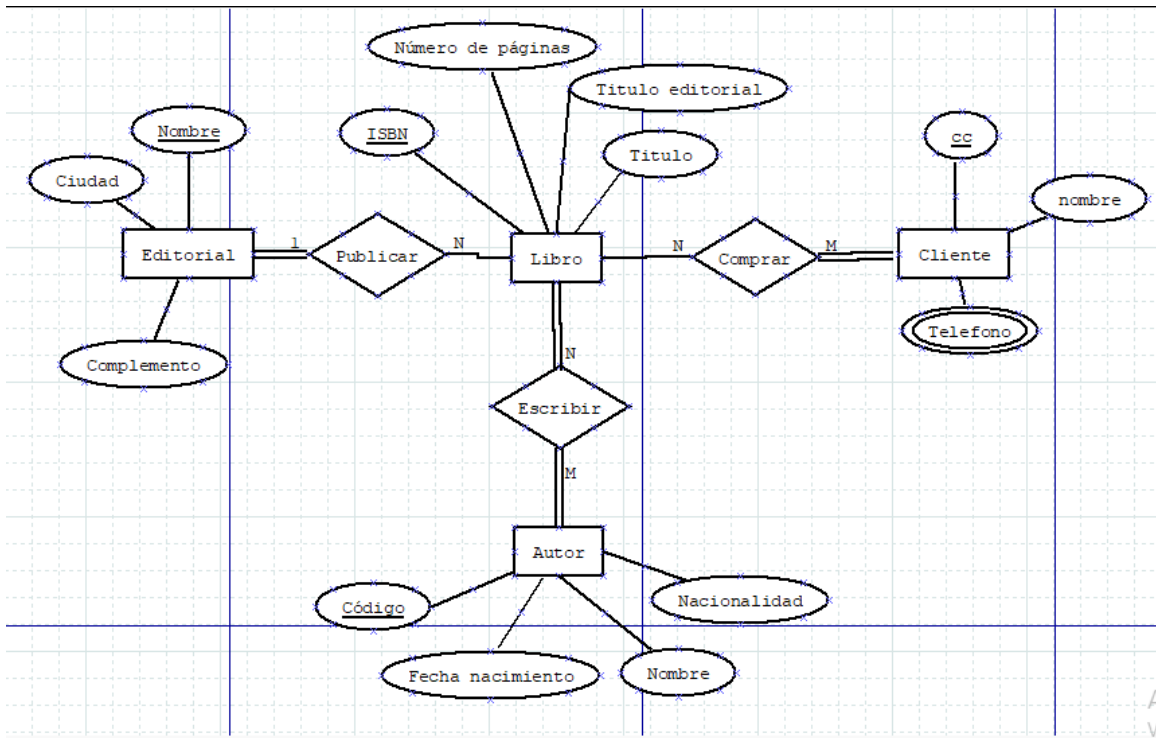 Número de páginas
Titulo editorial
Nombre
ISBN
Titulo
cc
Ciudad
nombre
Editorial
1
Publicar
N
Libro
N
Comprar
M
Cliente
Telefono
Complemento
N
Escribir
M
Autor
Código
Nacionalidad
Fecha nacimiento
Nombre